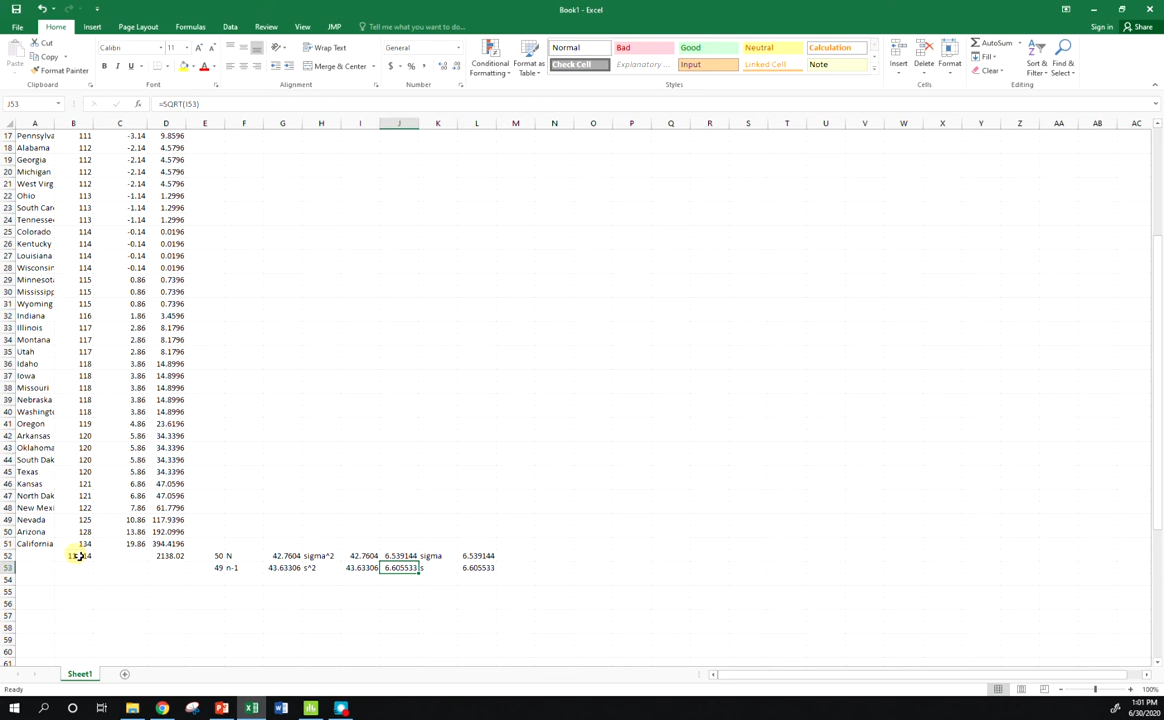 Book1 - Excel
Sign in Share
File Home Insert Page Layout Formulas Data Review View JMP Tell me what you want to do...
Paste Cut Copy Format Painter
Clipboard
Calibri 11
B I U
Font
Wrap Text
Merge & Center
Alignment
General
$ % ,
Number
Conditional Formatting Format as Table
Normal Bad Good Neutral Calculation
Check Cell Explanatory ... Input Linked Cell Note
Styles
Insert Delete Format
Cells
AutoSum Fill Clear
Sort & Filter Find & Select
Editing
J53 fx =SQRT(I53)
A B C D E F G H I J K L M N O P Q R S T U V W X Y Z AA AB AC
17 Pennsylva 111 -3.14 9.8596
18 Alabama 112 -2.14 4.5796
19 Georgia 112 -2.14 4.5796
20 Michigan 112 -2.14 4.5796
21 West Virg 112 -2.14 4.5796
22 Ohio 113 -1.14 1.2996
23 South Car 113 -1.14 1.2996
24 Tennesse 113 -1.14 1.2996
25 Colorado 114 -0.14 0.0196
26 Kentucky 114 -0.14 0.0196
27 Louisiana 114 -0.14 0.0196
28 Wisconsin 114 -0.14 0.0196
29 Minnesot 115 0.86 0.7396
30 Mississip 115 0.86 0.7396
31 Wyoming 115 0.86 0.7396
32 Indiana 116 1.86 3.4596
33 Illinois 117 2.86 8.1796
34 Montana 117 2.86 8.1796
35 Utah 117 2.86 8.1796
36 Idaho 118 3.86 14.8996
37 Iowa 118 3.86 14.8996
38 Missouri 118 3.86 14.8996
39 Nebraska 118 3.86 14.8996
40 Washingt 118 3.86 14.8996
41 Oregon 119 4.86 23.6196
42 Arkansas 120 5.86 34.3396
43 Oklahoma 120 5.86 34.3396
44 South Dak 120 5.86 34.3396
45 Texas 120 5.86 34.3396
46 Kansas 121 6.86 47.0596
47 North Dak 121 6.86 47.0596
48 New Mexi 122 7.86 61.7796
49 Nevada 125 10.86 117.9396
50 Arizona 128 13.86 192.0996
51 California 134 19.86 394.4196
52 2138.02 50 N 42.7604 sigma^2 42.7604 6.539144 sigma 6.539144
53 49 n-1 43.63306 s^2 43.63306 6.605533 s 6.605533
54
55
56
57
58
59
60
61
Sheet1
Ready
100%
1:01 PM
6/30/2020